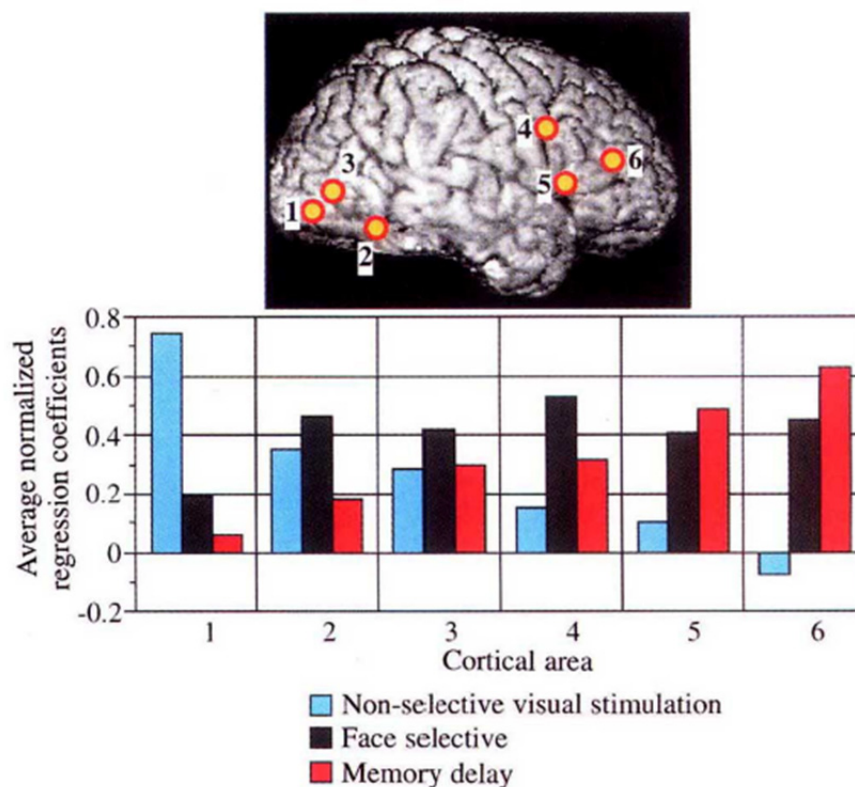 4
6
3
5
1
2
0.8
0.6
0.4
0.2
0
-0.2
Average normalized
regression coefficients
1 2 3 4 5 6
Cortical area
Non-selective visual stimulation
Face selective
Memory delay